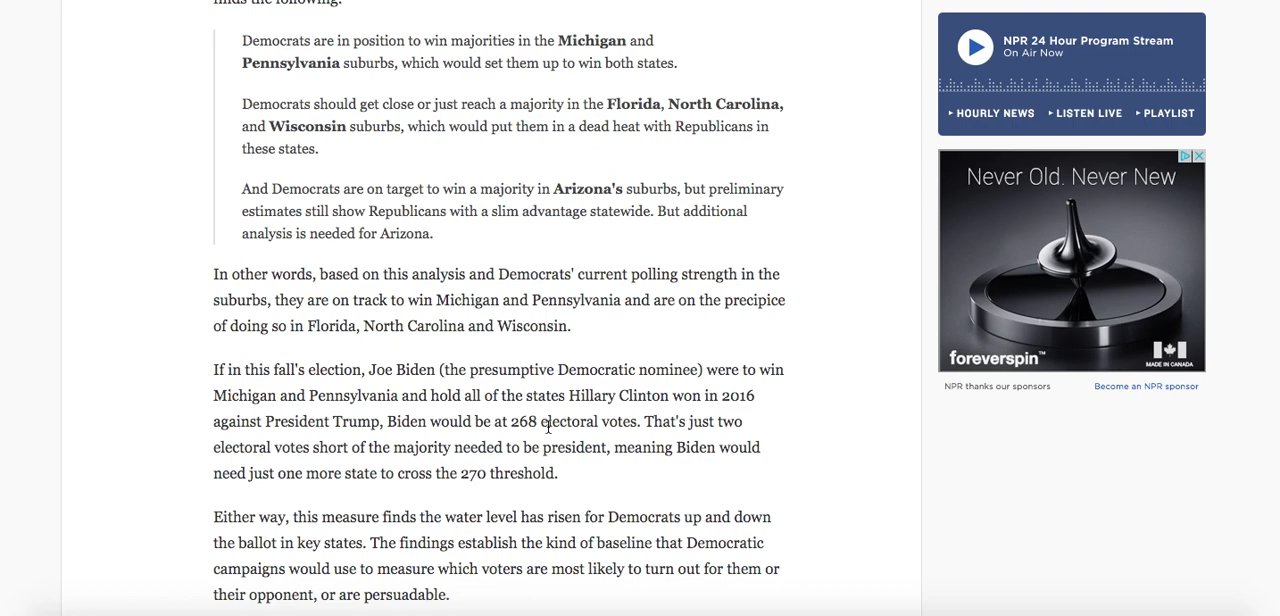 finds the following:
Democrats are in position to win majorities in the Michigan and
Pennsylvania suburbs, which would set them up to win both states.
Democrats should get close or just reach a majority in the Florida, North Carolina,
and Wisconsin suburbs, which would put them in a dead heat with Republicans in
these states.
And Democrats are on target to win a majority in Arizona's suburbs, but preliminary
estimates still show Republicans with a slim advantage statewide. But additional
analysis is needed for Arizona.
In other words, based on this analysis and Democrats' current polling strength in the
suburbs, they are on track to win Michigan and Pennsylvania and are on the precipice
of doing so in Florida, North Carolina and Wisconsin.
If in this fall's election, Joe Biden (the presumptive Democratic nominee) were to win
Michigan and Pennsylvania and hold all of the states Hillary Clinton won in 2016
against President Trump, Biden would be at 268 electoral votes. That's just two
electoral votes short of the majority needed to be president, meaning Biden would
need just one more state to cross the 270 threshold.
Either way, this measure finds the water level has risen for Democrats up and down
the ballot in key states. The findings establish the kind of baseline that Democratic
campaigns would use to measure which voters are most likely to turn out for them or
their opponent, or are persuadable.
NPR 24 Hour Program Stream
On Air Now
HOURLY NEWS LISTEN LIVE PLAYLIST
Never Old. Never New
foreverspin™
MADE IN CANADA
NPR thanks our sponsors Become an NPR sponsor